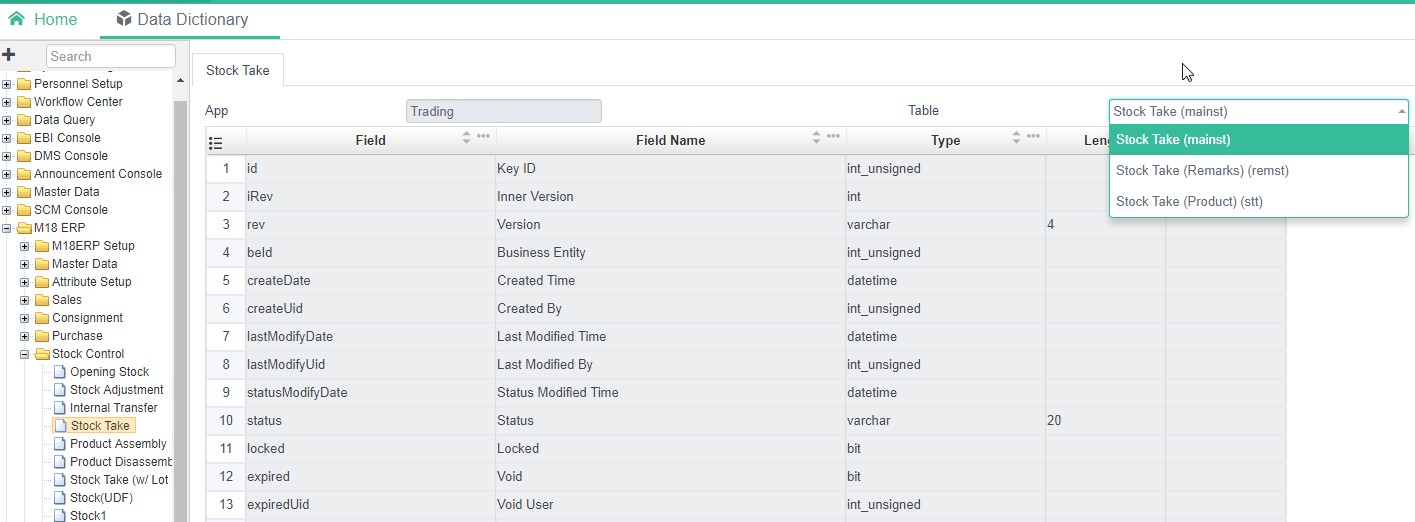 Home
Data Dictionary
Search
Personnel Setup
Workflow Center
Data Query
EBI Console
DMS Console
Announcement Console
Master Data
SCM Console
M18 ERP
M18ERP Setup
Master Data
Attribute Setup
Sales
Consignment
Purchase
Stock Control
Opening Stock
Stock Adjustment
Internal Transfer
Stock Take
Product Assembly
Product Disassemb
Stock Take (w/ Lot
Stock(UDF)
Stock1
Stock Take
App Trading Table Stock Take (mainst)
Stock Take (mainst)
Stock Take (Remarks) (remst)
Stock Take (Product) (stt)
Field Field Name Type Leng
1 id Key ID int_unsigned
2 iRev Inner Version int
3 rev Version varchar 4
4 beId Business Entity int_unsigned
5 createDate Created Time datetime
6 createUid Created By int_unsigned
7 lastModifyDate Last Modified Time datetime
8 lastModifyUid Last Modified By int_unsigned
9 statusModifyDate Status Modified Time datetime
10 status Status varchar 20
11 locked Locked bit
12 expired Void bit
13 expiredUid Void User int_unsigned